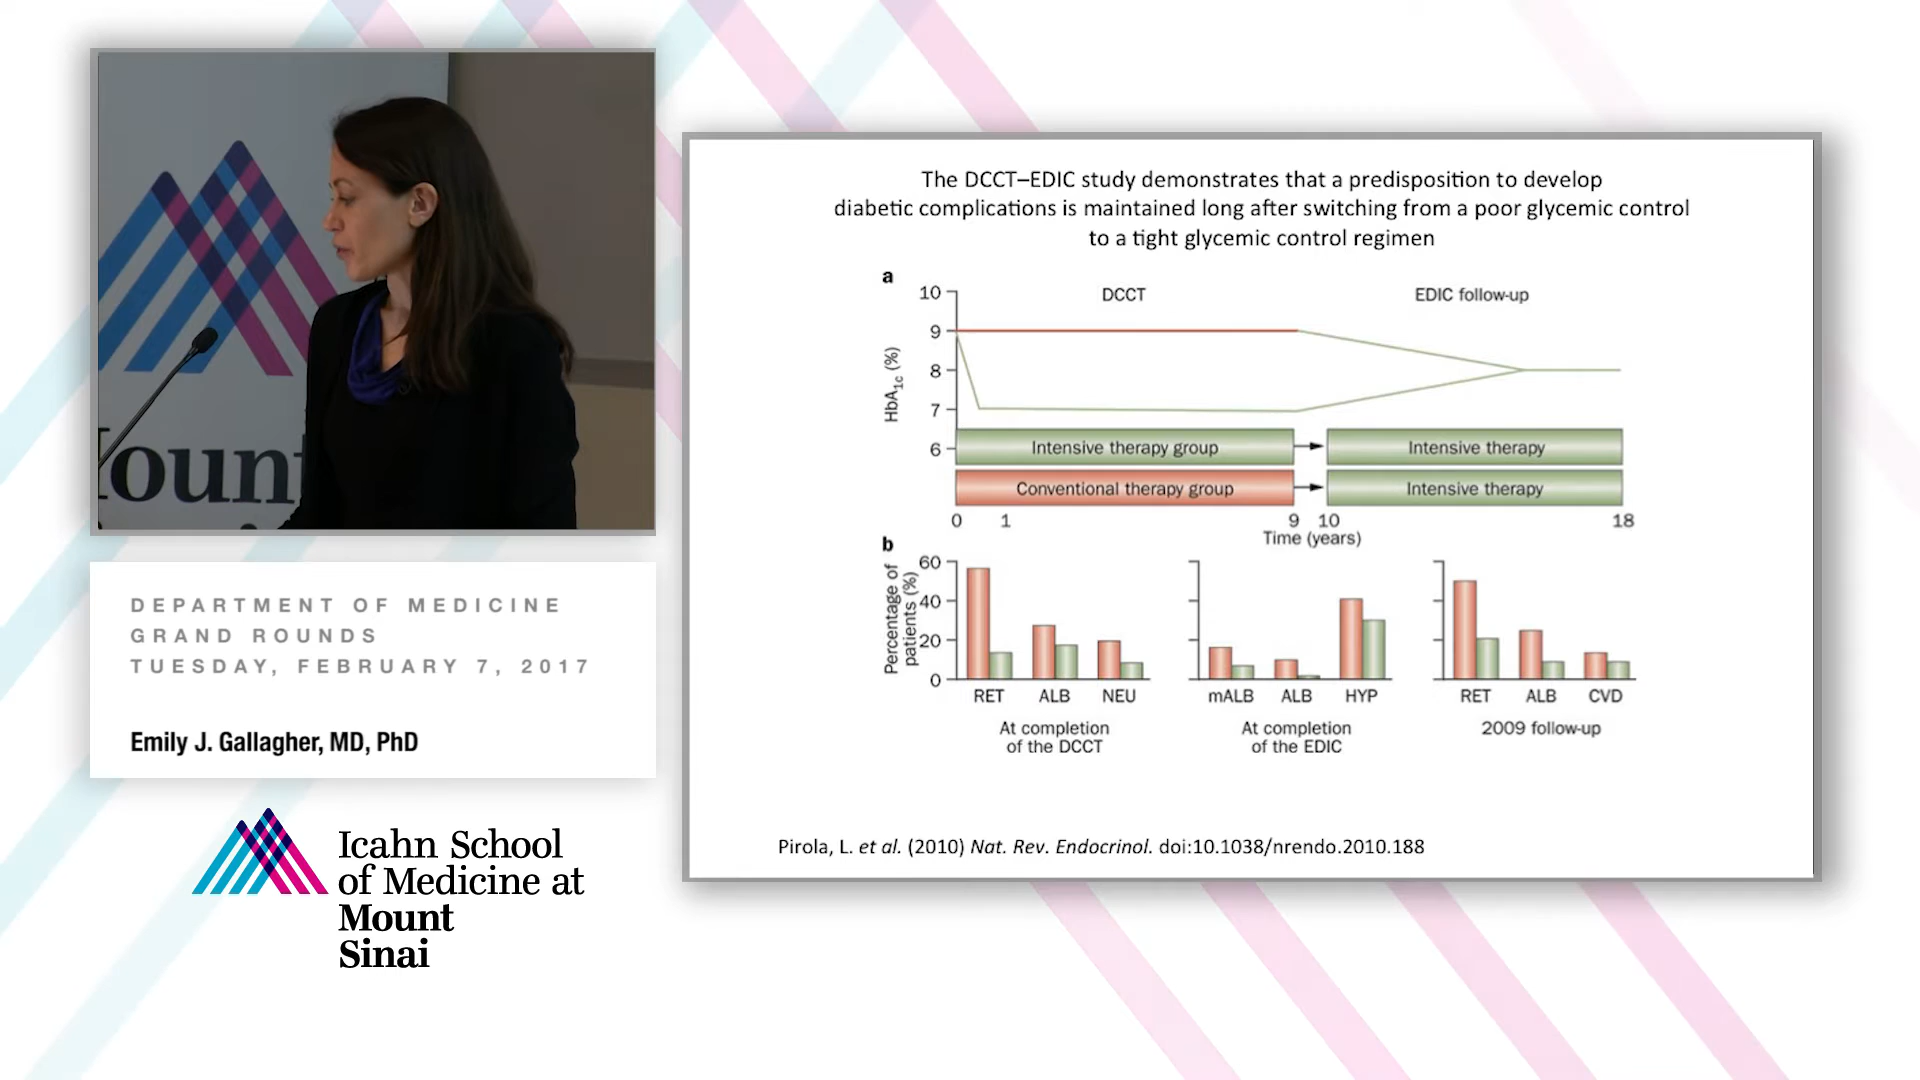 The DCCT–EDIC study demonstrates that a predisposition to develop
diabetic complications is maintained long after switching from a poor glycemic control
to a tight glycemic control regimen
a
DCCT
EDIC follow-up
10
9
8
7
6
HbA1c (%)
Intensive therapy group
Intensive therapy
Conventional therapy group
Intensive therapy
0 1 9 10 18
Time (years)
b
Percentage of
patients (%)
60
40
20
0
RET ALB NEU
At completion
of the DCCT
mALB ALB HYP
At completion
of the EDIC
RET ALB CVD
2009 follow-up
Pirola, L. et al. (2010) Nat. Rev. Endocrinol. doi:10.1038/nrendo.2010.188
oun
DEPARTMENT OF MEDICINE
GRAND ROUNDS
TUESDAY, FEBRUARY 7, 2017
Emily J. Gallagher, MD, PhD
Icahn School
of Medicine at
Mount
Sinai